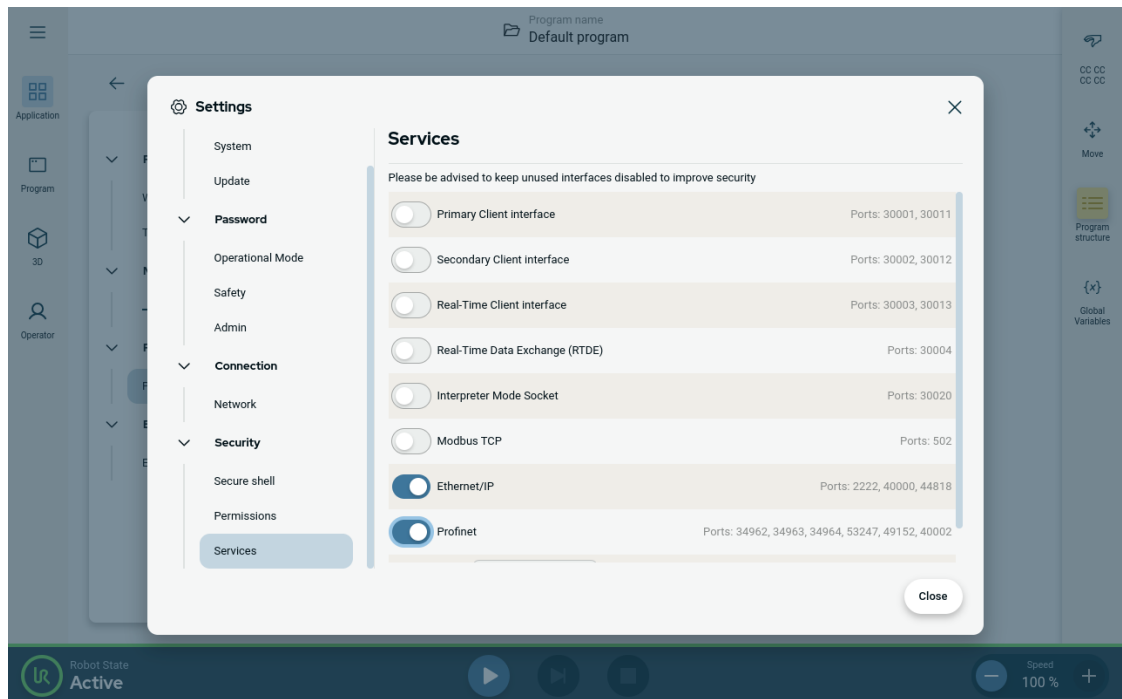 Program name
Default program
Application
Program
3D
Operator
CC CC
CC CC
Move
Program
structure
{x}
Global
Variables
Settings
System
Update
Password
Operational Mode
Safety
Admin
Connection
Network
Security
Secure shell
Permissions
Services
Services
Please be advised to keep unused interfaces disabled to improve security
Primary Client interface Ports: 30001, 30011
Secondary Client interface Ports: 30002, 30012
Real-Time Client interface Ports: 30003, 30013
Real-Time Data Exchange (RTDE) Ports: 30004
Interpreter Mode Socket Ports: 30020
Modbus TCP Ports: 502
Ethernet/IP Ports: 2222, 40000, 44818
Profinet Ports: 34962, 34963, 34964, 53247, 49152, 40002
Close
UR
Robot State
Active
Speed
100 %